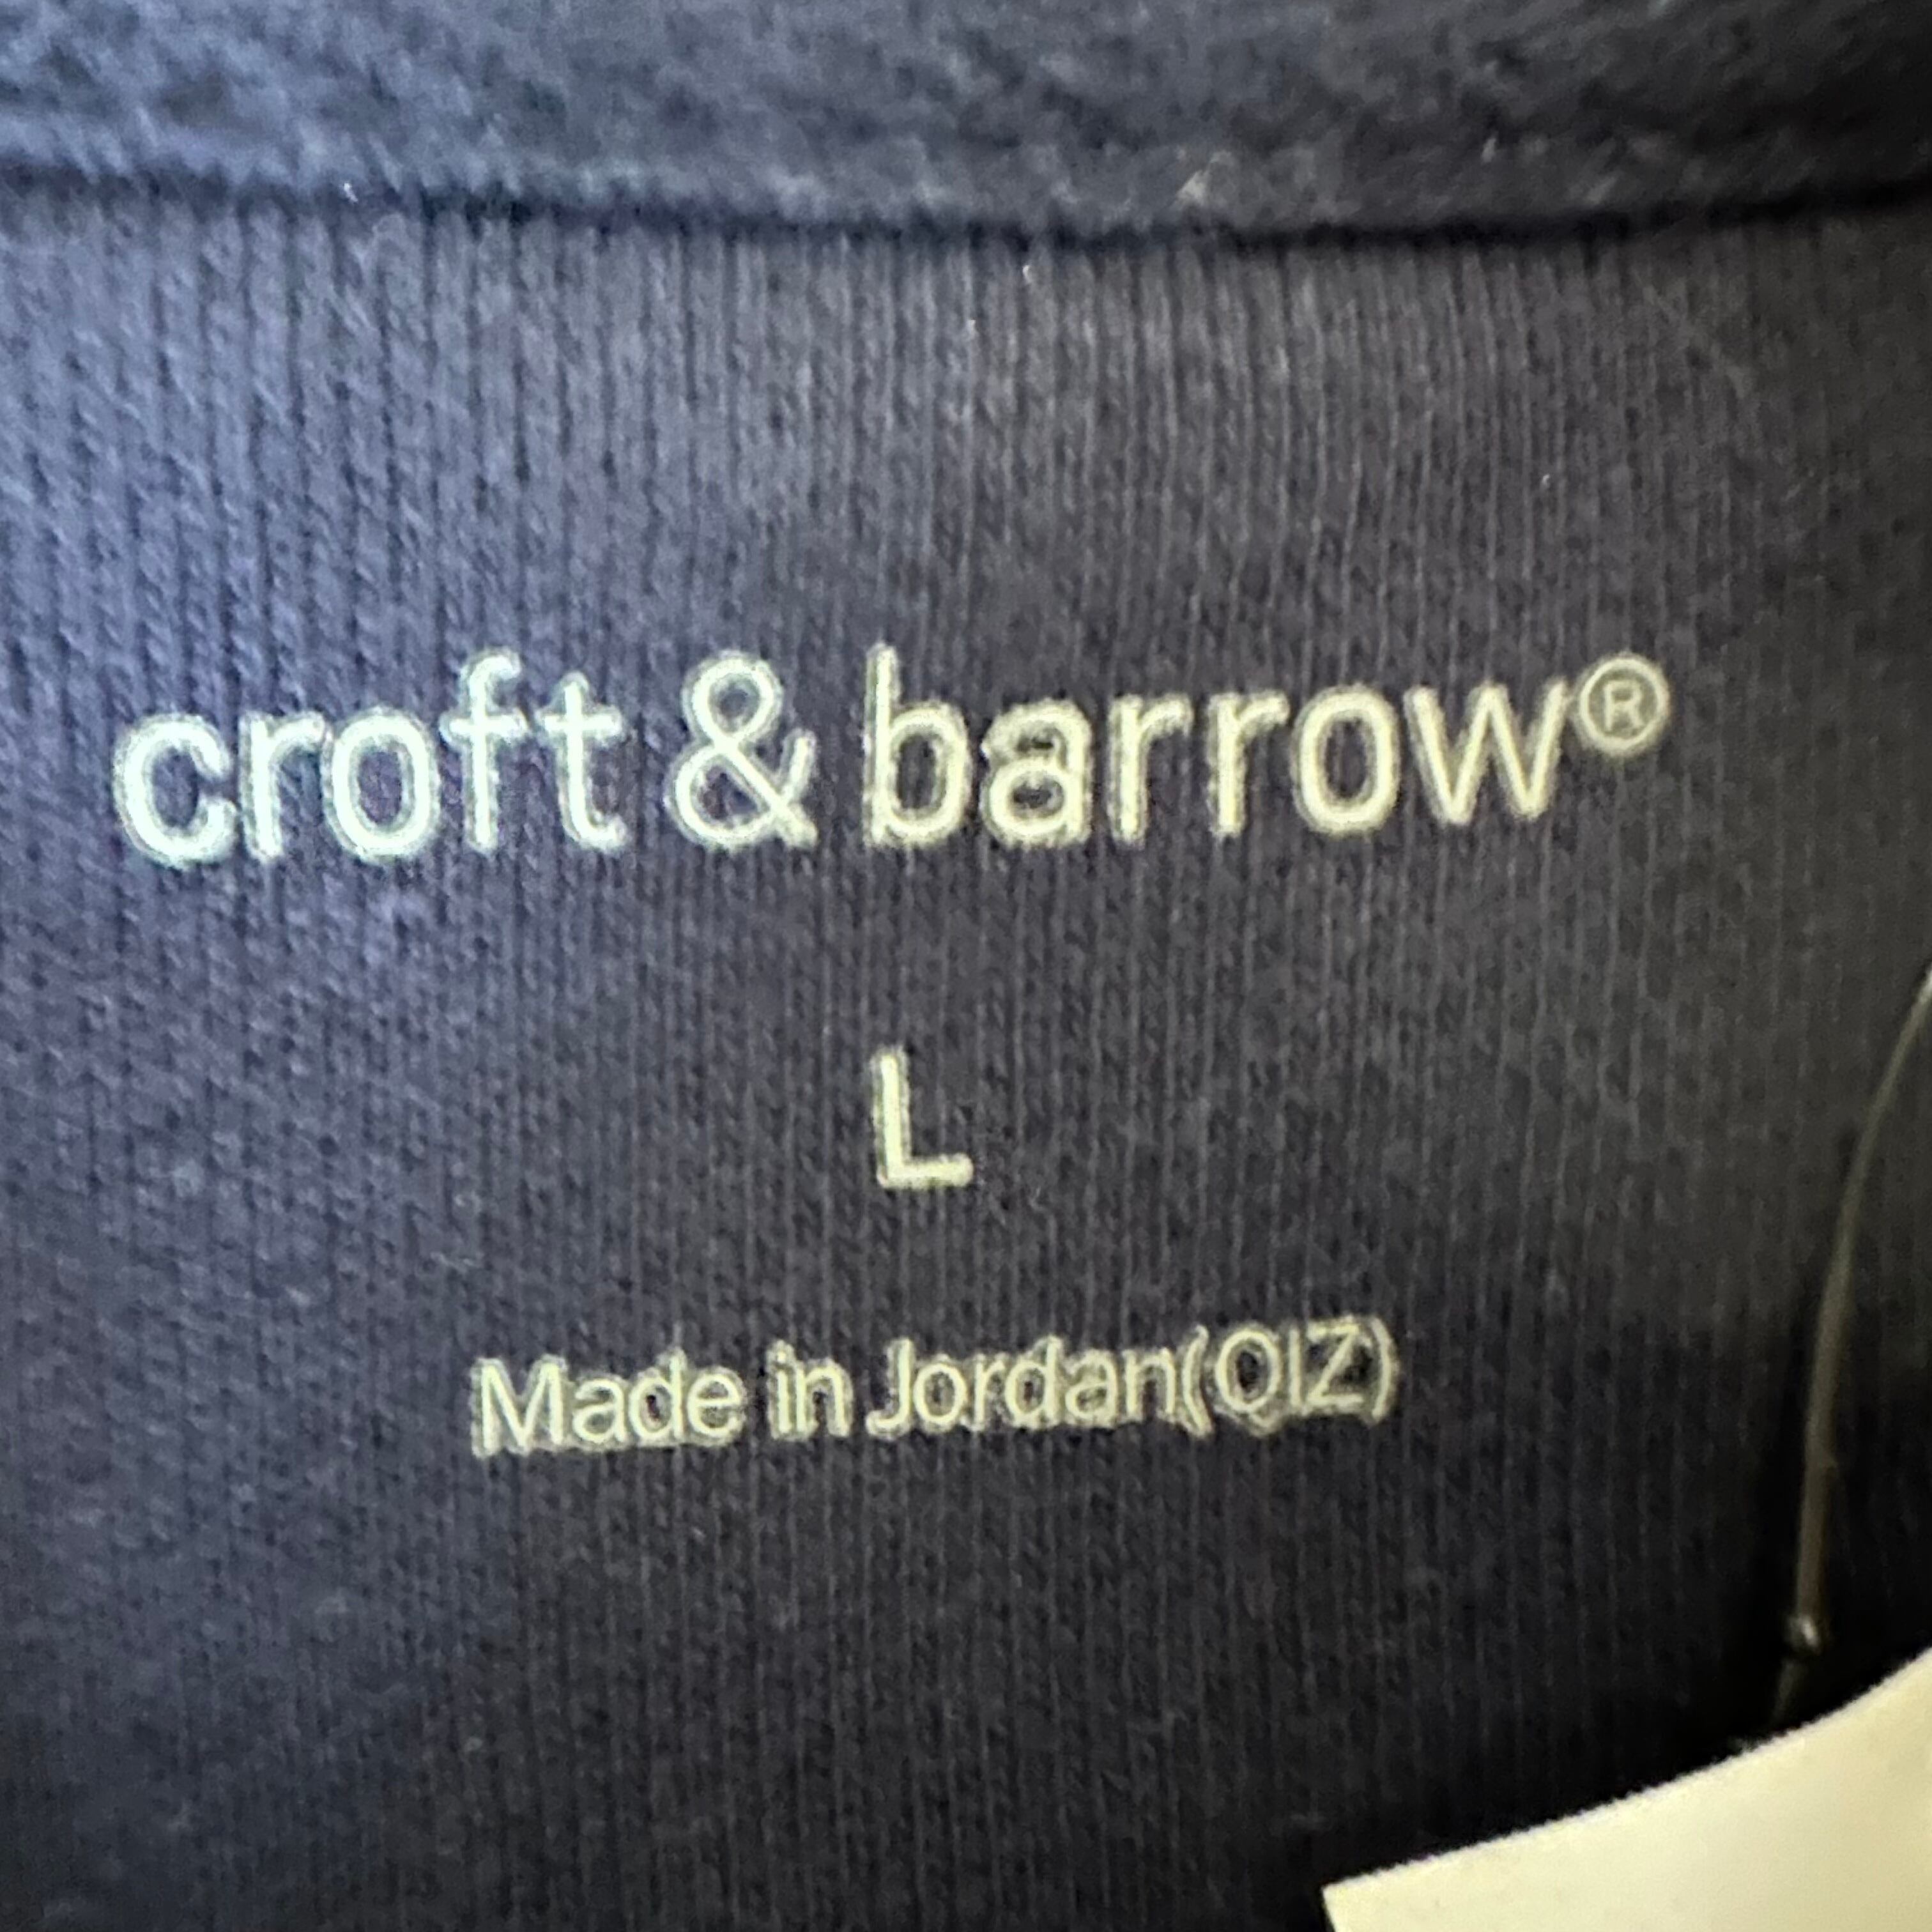 croft & barrow®
L
Made in Jordan(QIZ)